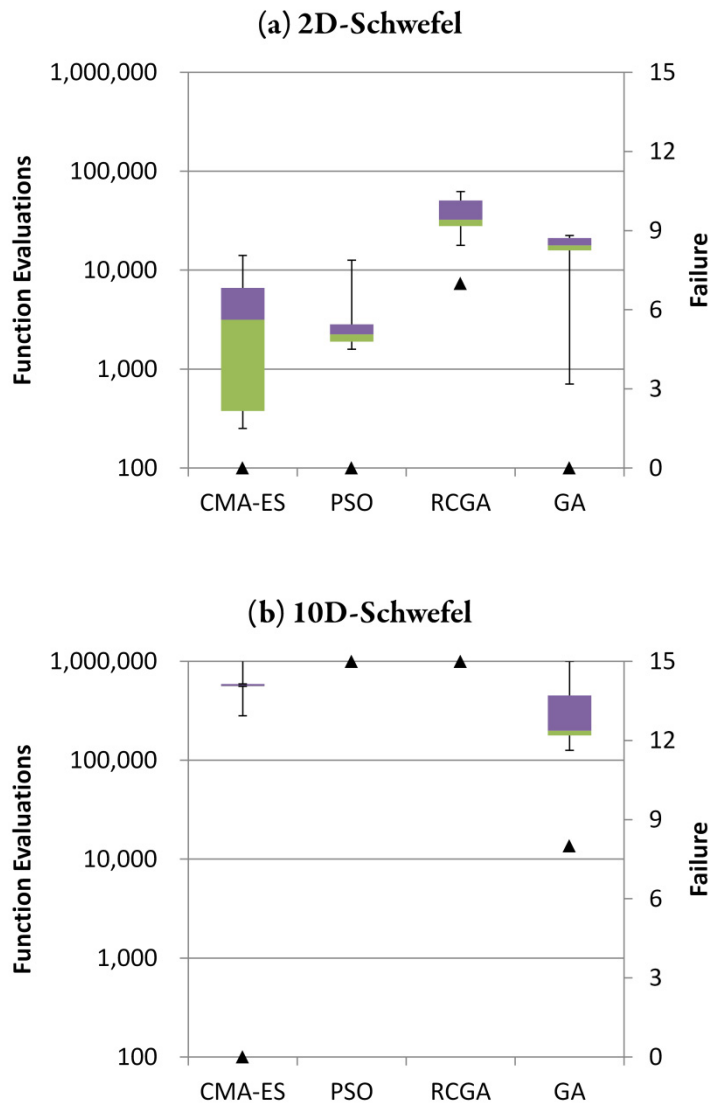 (a) 2D-Schwefel
1,000,000
100,000
10,000
1,000
100
Function Evaluations
15
12
9
6
3
0
Failure
CMA-ES PSO RCGA GA
(b) 10D-Schwefel
1,000,000
100,000
10,000
1,000
100
Function Evaluations
15
12
9
6
3
0
Failure
CMA-ES PSO RCGA GA